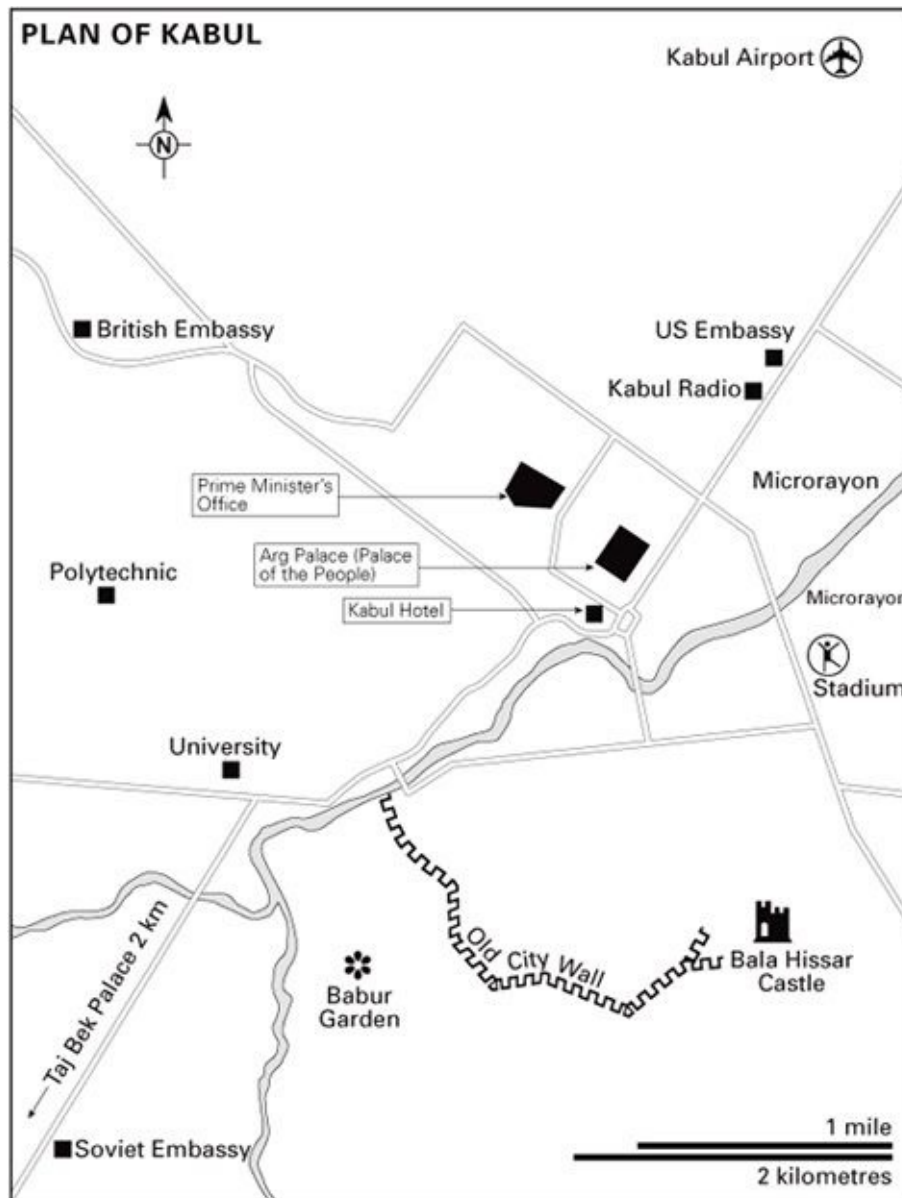 PLAN OF KABUL
Kabul Airport
N
British Embassy
US Embassy
Kabul Radio
Microrayon
Prime Minister's
Office
Arg Palace (Palace
of the People)
Polytechnic
Kabul Hotel
Microrayon
Stadium
University
Old City Wall
Bala Hissar
Castle
Babur
Garden
Taj Bek Palace 2 km
Soviet Embassy
1 mile
2 kilometres